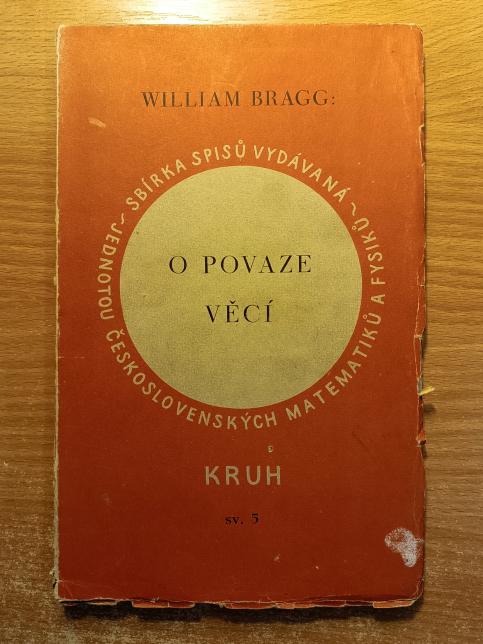 WILLIAM BRAGG:
SBÍRKA SPISŮ VYDÁVANÁ ~ JEDNOTOU ČESKOSLOVENSKÝCH MATEMATIKŮ A FYSIKŮ ~
O POVAZE
VĚCÍ
KRUH
sv. 5